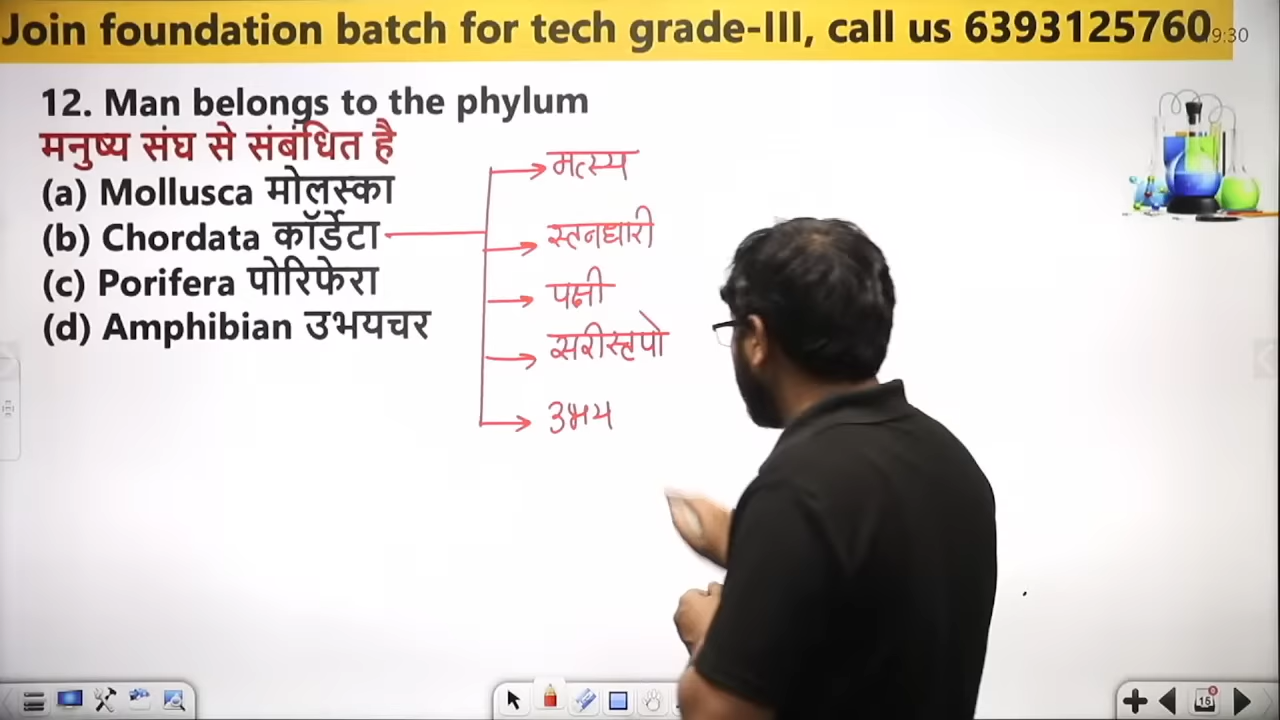 Join foundation batch for tech grade-III, call us 6393125760
9:30
12. Man belongs to the phylum
मनुष्य संघ से संबंधित है
(a) Mollusca मोलस्का
(b) Chordata कॉर्डेटा
(c) Porifera पोरिफेरा
(d) Amphibian उभयचर
मत्स्य
स्तनधारी
पक्षी
सरीसृपो
उभय